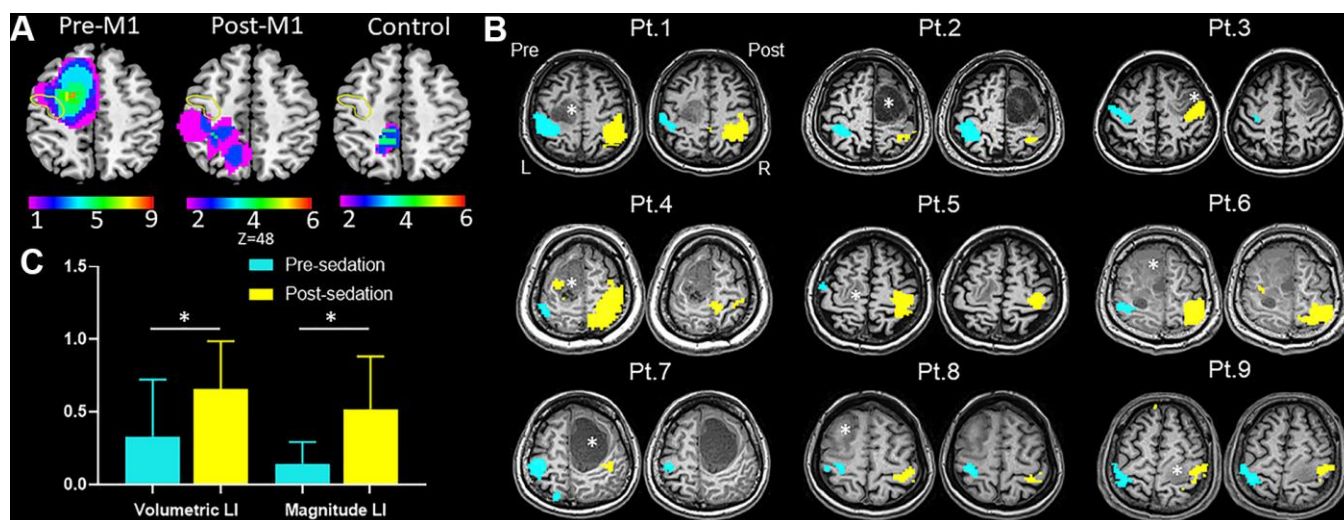 A
Pre-M1 Post-M1 Control
1 5 9
2 4 6
2 4 6
Z=48
B
Pt.1 Pt.2 Pt.3
Pre Post
L R
Pt.4 Pt.5 Pt.6
Pt.7 Pt.8 Pt.9
* * *
* * *
* * *
C
Pre-sedation
Post-sedation
* *
1.5
1.0
0.5
0.0
Volumetric LI Magnitude LI